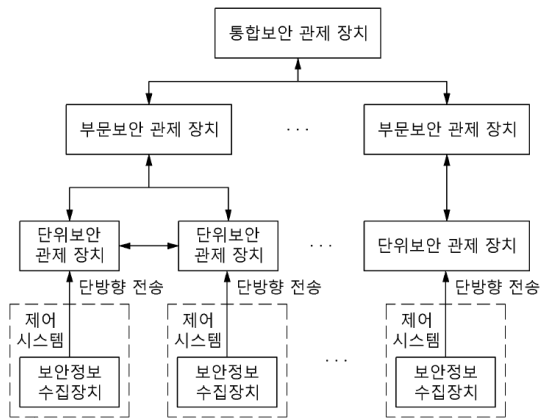 통합보안 관제 장치
부문보안 관제 장치
· · ·
부문보안 관제 장치
단위보안
관제 장치
단위보안
관제 장치
· · ·
단위보안 관제 장치
단방향 전송
단방향 전송
단방향 전송
제어
시스템
제어
시스템
제어
시스템
보안정보
수집장치
보안정보
수집장치
· · ·
보안정보
수집장치